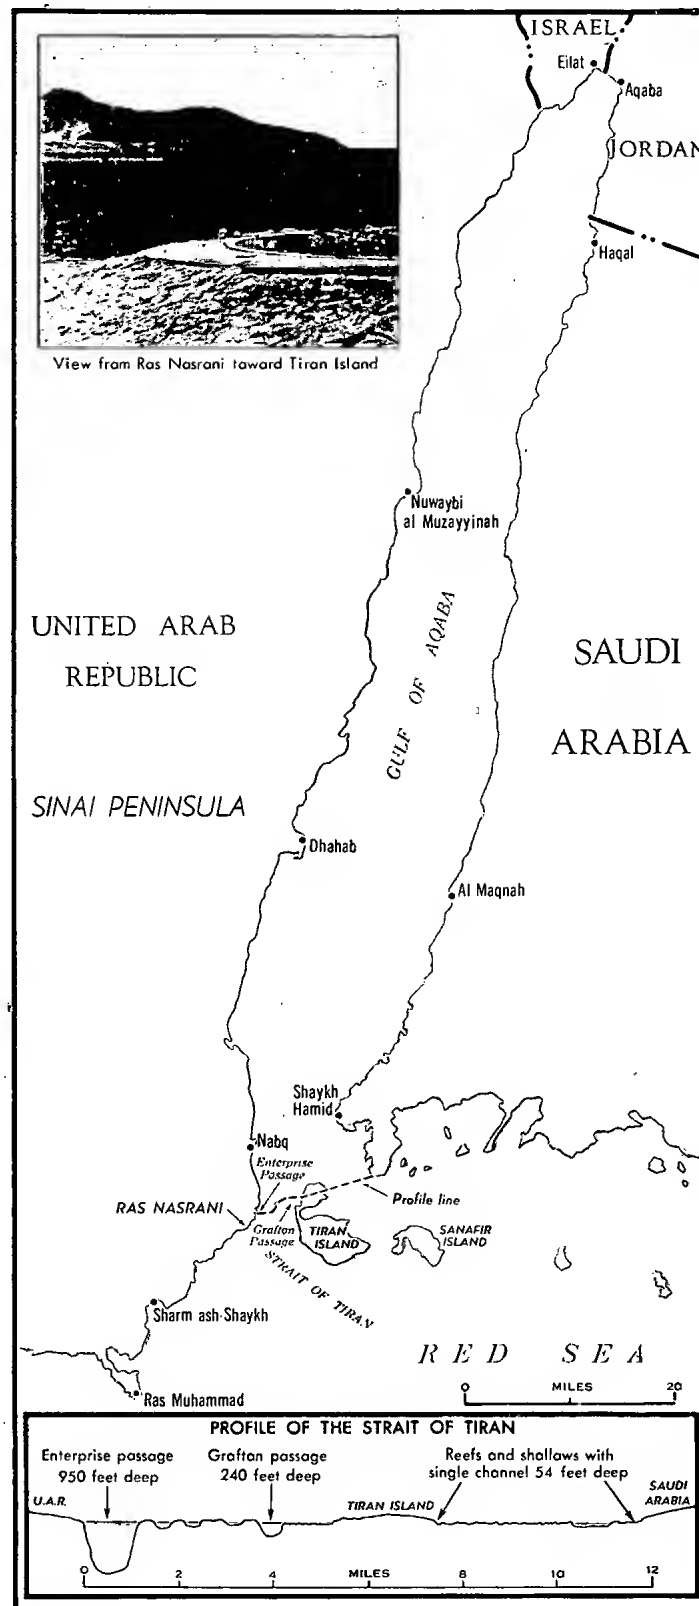 ISRAEL
Eilat
Aqaba
JORDAN
Haqal
View from Ras Nasrani toward Tiran Island
Nuwaybi
al Muzayyinah
GULF OF AQABA
UNITED ARAB
REPUBLIC
SAUDI
ARABIA
SINAI PENINSULA
Dhahab
Al Maqnah
Shaykh
Hamid
Nabq
Enterprise
Passage
Profile line
RAS NASRANI
Grafton
Passage
TIRAN
ISLAND
SANAFIR
ISLAND
STRAIT OF TIRAN
Sharm ash-Shaykh
RED SEA
Ras Muhammad
0 MILES 20
PROFILE OF THE STRAIT OF TIRAN
Enterprise passage
950 feet deep
Graftan passage
240 feet deep
Reefs and shallaws with
single channel 54 feet deep
U.A.R.
TIRAN ISLAND
SAUDI
ARABIA
0 2 4 MILES 8 10 12